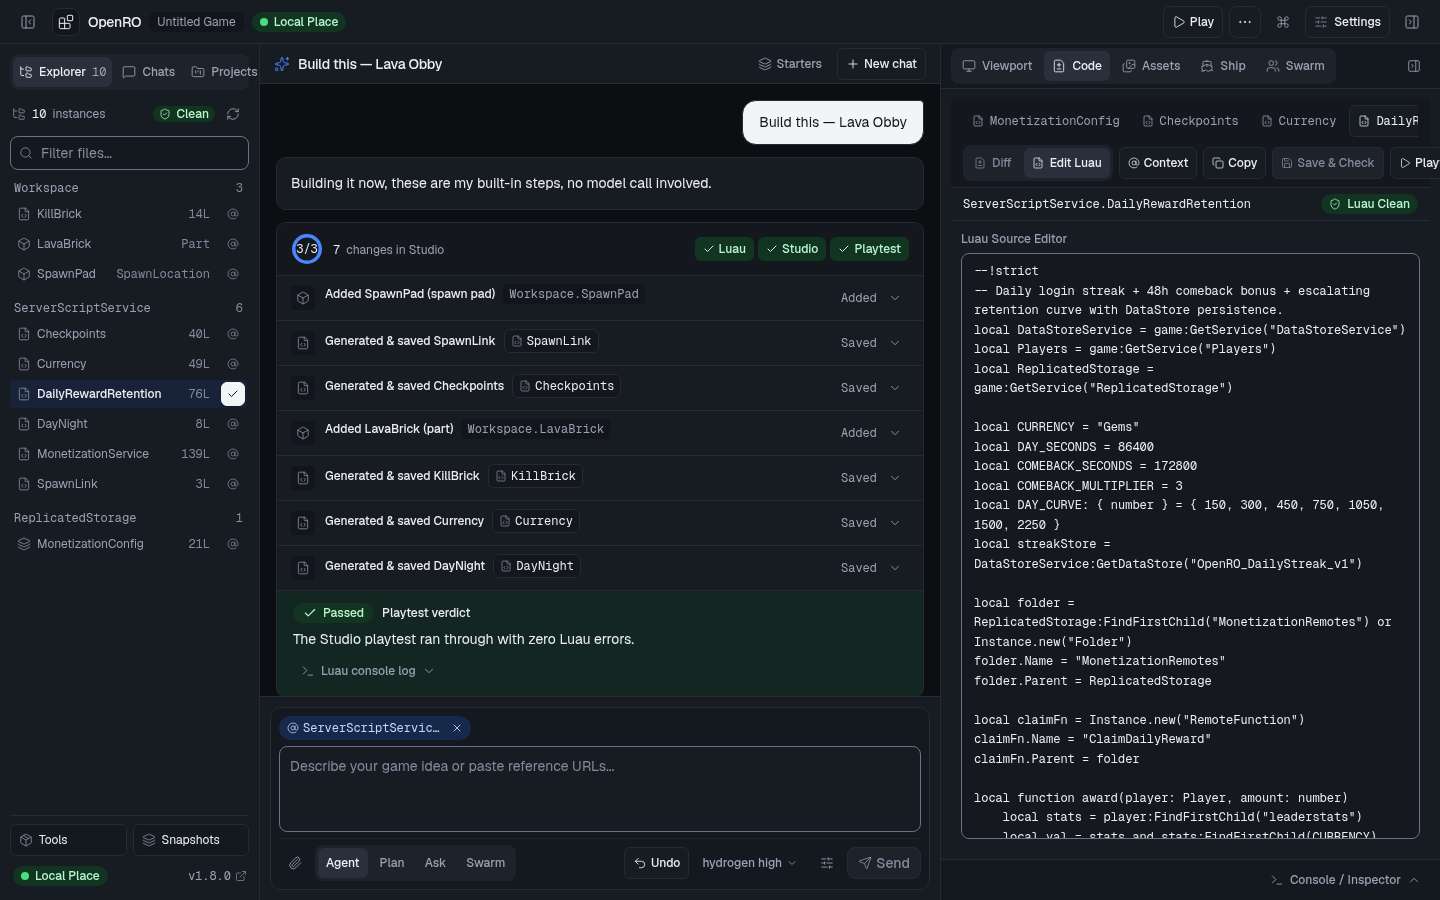 OpenRO Untitled Game Local Place Play Settings
Explorer 10 Chats Projects
10 instances Clean
Filter files...
Workspace 3
KillBrick 14L
LavaBrick Part
SpawnPad SpawnLocation
ServerScriptService 6
Checkpoints 40L
Currency 49L
DailyRewardRetention 76L
DayNight 8L
MonetizationService 139L
SpawnLink 3L
ReplicatedStorage 1
MonetizationConfig 21L
Tools Snapshots
Local Place v1.8.0
Build this — Lava Obby Starters New chat
Build this — Lava Obby
Building it now, these are my built-in steps, no model call involved.
3/3 7 changes in Studio Luau Studio Playtest
Added SpawnPad (spawn pad) Workspace.SpawnPad Added
Generated & saved SpawnLink SpawnLink Saved
Generated & saved Checkpoints Checkpoints Saved
Added LavaBrick (part) Workspace.LavaBrick Added
Generated & saved KillBrick KillBrick Saved
Generated & saved Currency Currency Saved
Generated & saved DayNight DayNight Saved
Passed Playtest verdict
The Studio playtest ran through with zero Luau errors.
Luau console log
@ ServerScriptServic…
Describe your game idea or paste reference URLs...
Agent Plan Ask Swarm Undo hydrogen high Send
Viewport Code Assets Ship Swarm
MonetizationConfig Checkpoints Currency DailyR
Diff Edit Luau Context Copy Save & Check Play
ServerScriptService.DailyRewardRetention Luau Clean
Luau Source Editor
--!strict
-- Daily login streak + 48h comeback bonus + escalating
retention curve with DataStore persistence.
local DataStoreService = game:GetService("DataStoreService")
local Players = game:GetService("Players")
local ReplicatedStorage =
game:GetService("ReplicatedStorage")
local CURRENCY = "Gems"
local DAY_SECONDS = 86400
local COMEBACK_SECONDS = 172800
local COMEBACK_MULTIPLIER = 3
local DAY_CURVE: { number } = { 150, 300, 450, 750, 1050,
1500, 2250 }
local streakStore =
DataStoreService:GetDataStore("OpenRO_DailyStreak_v1")
local folder =
ReplicatedStorage:FindFirstChild("MonetizationRemotes") or
Instance.new("Folder")
folder.Name = "MonetizationRemotes"
folder.Parent = ReplicatedStorage
local claimFn = Instance.new("RemoteFunction")
claimFn.Name = "ClaimDailyReward"
claimFn.Parent = folder
local function award(player: Player, amount: number)
local stats = player:FindFirstChild("leaderstats")
local val = stats and stats:FindFirstChild(CURRENCY)
Console / Inspector